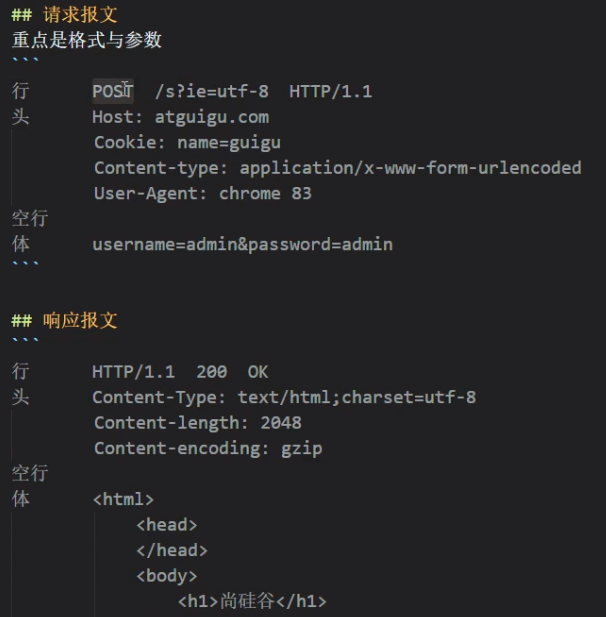 ## 请求报文
重点是格式与参数
```
行 POST /s?ie=utf-8 HTTP/1.1
头 Host: atguigu.com
Cookie: name=guigu
Content-type: application/x-www-form-urlencoded
User-Agent: chrome 83
空行
体 username=admin&password=admin
```
## 响应报文
```
行 HTTP/1.1 200 OK
头 Content-Type: text/html;charset=utf-8
Content-length: 2048
Content-encoding: gzip
空行
体 <html>
<head>
</head>
<body>
<h1>尚硅谷</h1>